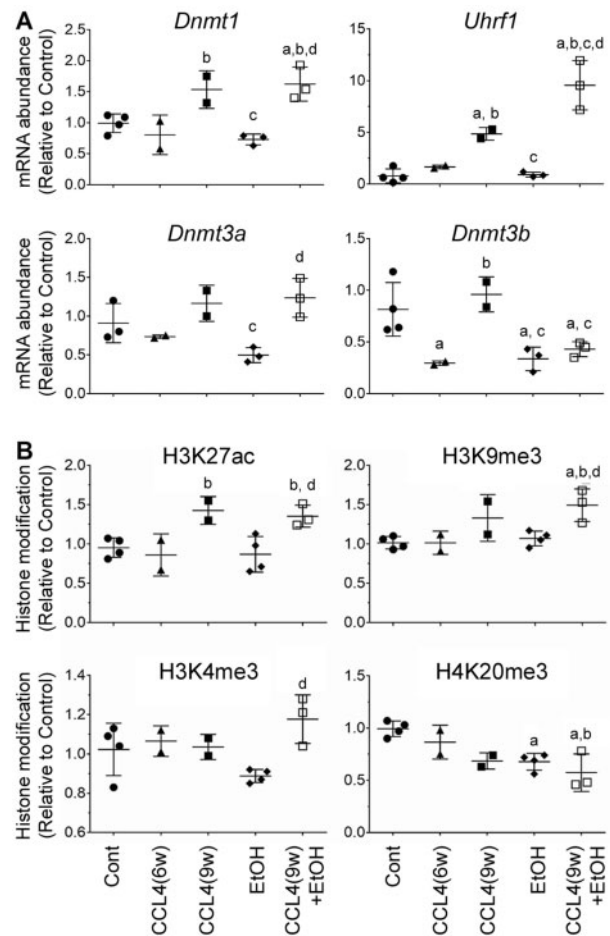 A
Dnmt1
Uhrf1
mRNA abundance
(Relative to Control)
2.5
2.0
1.5
1.0
0.5
0.0
b
c
a,b,d
15
10
5
0
a, b
c
a,b,c,d
Dnmt3a
Dnmt3b
mRNA abundance
(Relative to Control)
2.0
1.5
1.0
0.5
0.0
c
d
1.5
1.0
0.5
0.0
a
b
a, c
a, c
B
H3K27ac
H3K9me3
Histone modification
(Relative to Control)
2.0
1.5
1.0
0.5
0.0
b
b, d
2.0
1.5
1.0
0.5
0.0
a,b,d
H3K4me3
H4K20me3
Histone modification
(Relative to Control)
1.4
1.2
1.0
0.8
0.6
d
1.5
1.0
0.5
0.0
a
a,b
Cont
CCL4(6w)
CCL4(9w)
EtOH
CCL4(9w)
+EtOH
Cont
CCL4(6w)
CCL4(9w)
EtOH
CCL4(9w)
+EtOH